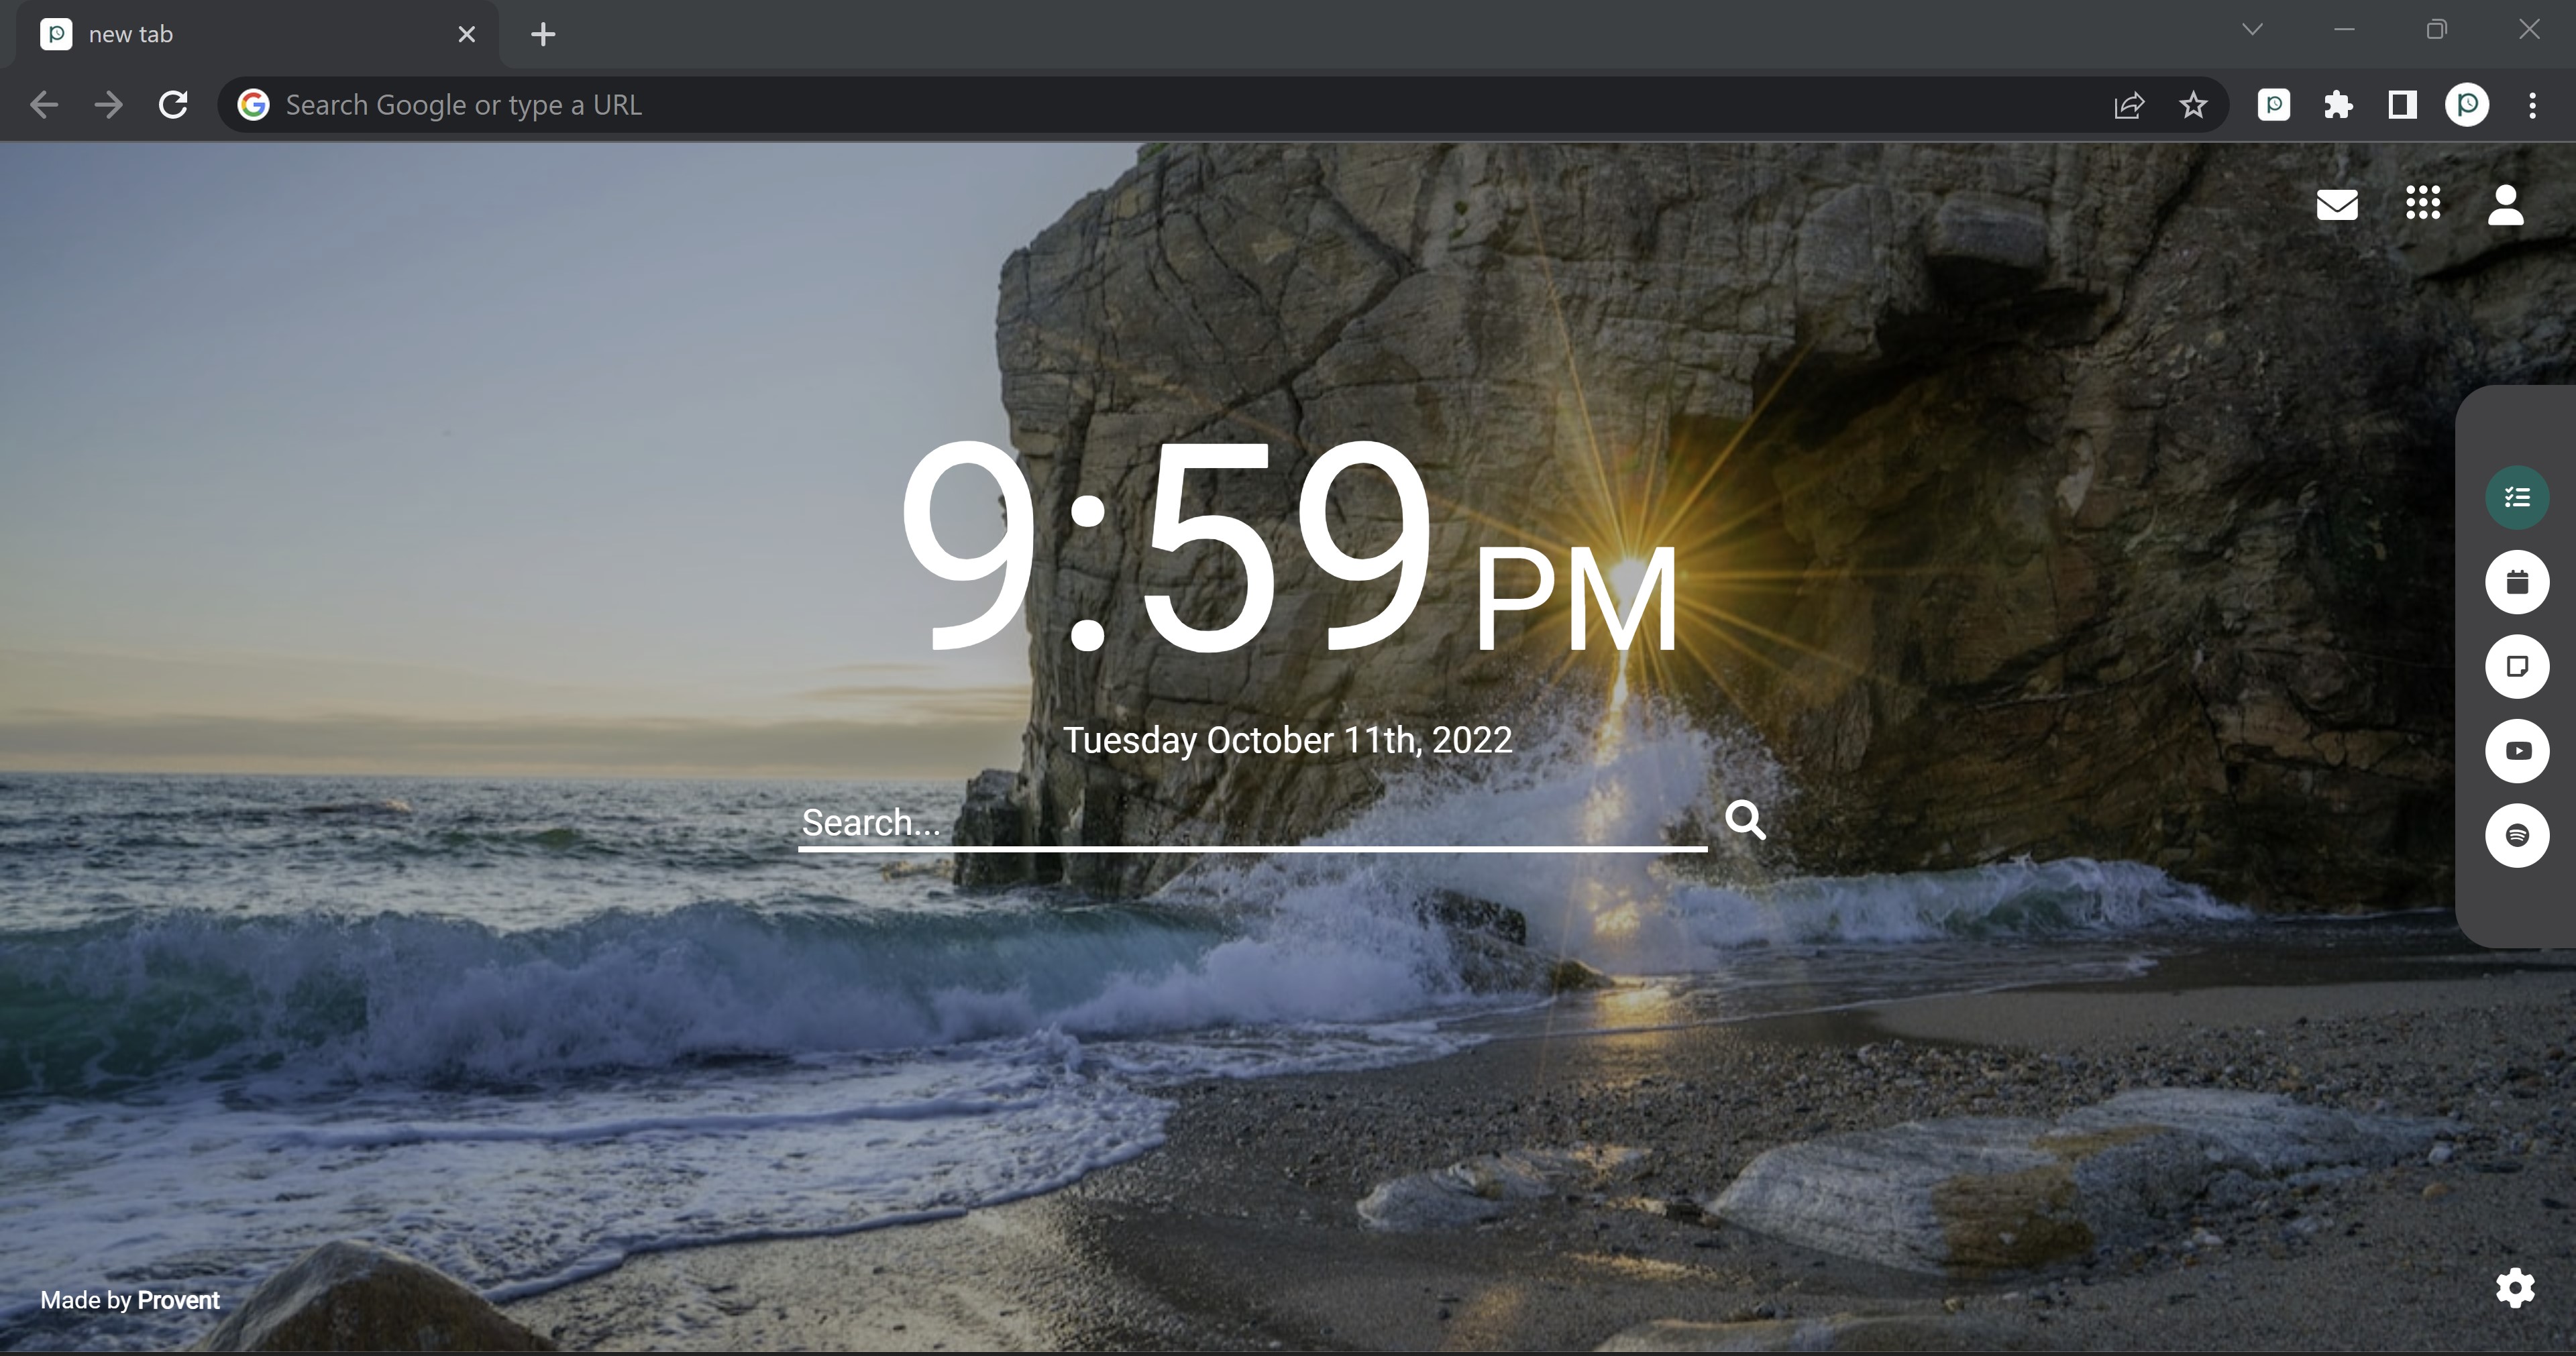 new tab
Search Google or type a URL
9:59 PM
Tuesday October 11th, 2022
Search...
Made by Provent